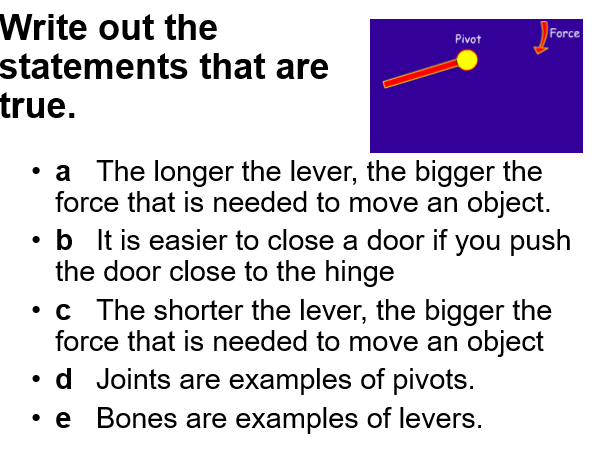 Write out the
statements that are
true.
Pivot
Force
• a The longer the lever, the bigger the
force that is needed to move an object.
• b It is easier to close a door if you push
the door close to the hinge
• c The shorter the lever, the bigger the
force that is needed to move an object
• d Joints are examples of pivots.
• e Bones are examples of levers.